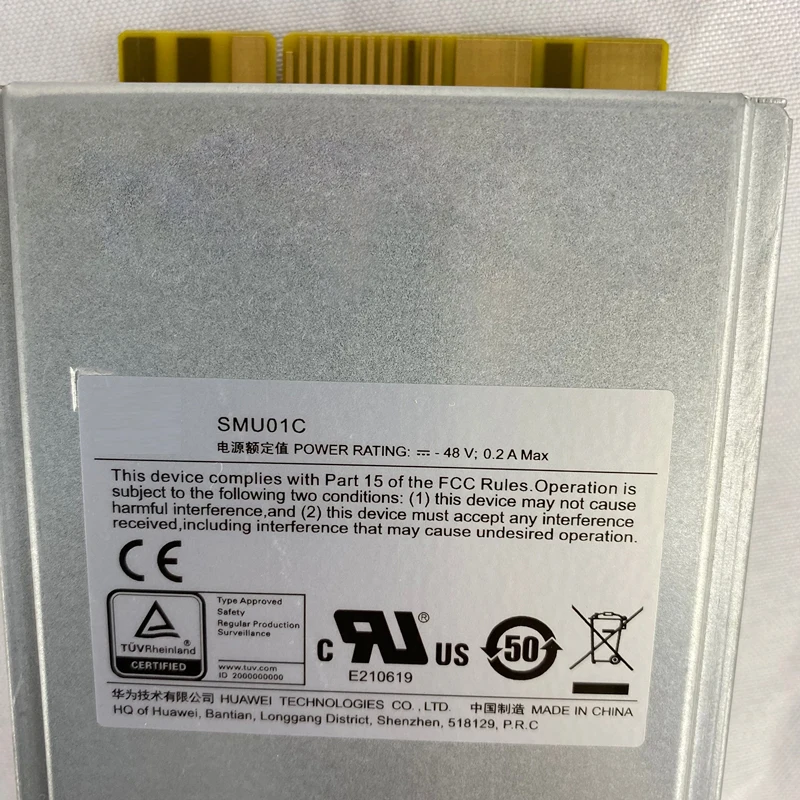 SMU01C
电源额定值 POWER RATING: ⎓ - 48 V; 0.2 A Max
This device complies with Part 15 of the FCC Rules.Operation is
subject to the following two conditions: (1) this device may not cause
harmful interference,and (2) this device must accept any interference
received,including interference that may cause undesired operation.
CE
TÜVRheinland ®
CERTIFIED
Type Approved
Safety
Regular Production
Surveillance
www.tuv.com
ID 2000000000
C RU ® US
E210619
50
华为技术有限公司 HUAWEI TECHNOLOGIES CO.,LTD. 中国制造 MADE IN CHINA
HQ of Huawei, Bantian, Longgang District, Shenzhen, 518129, P.R.C